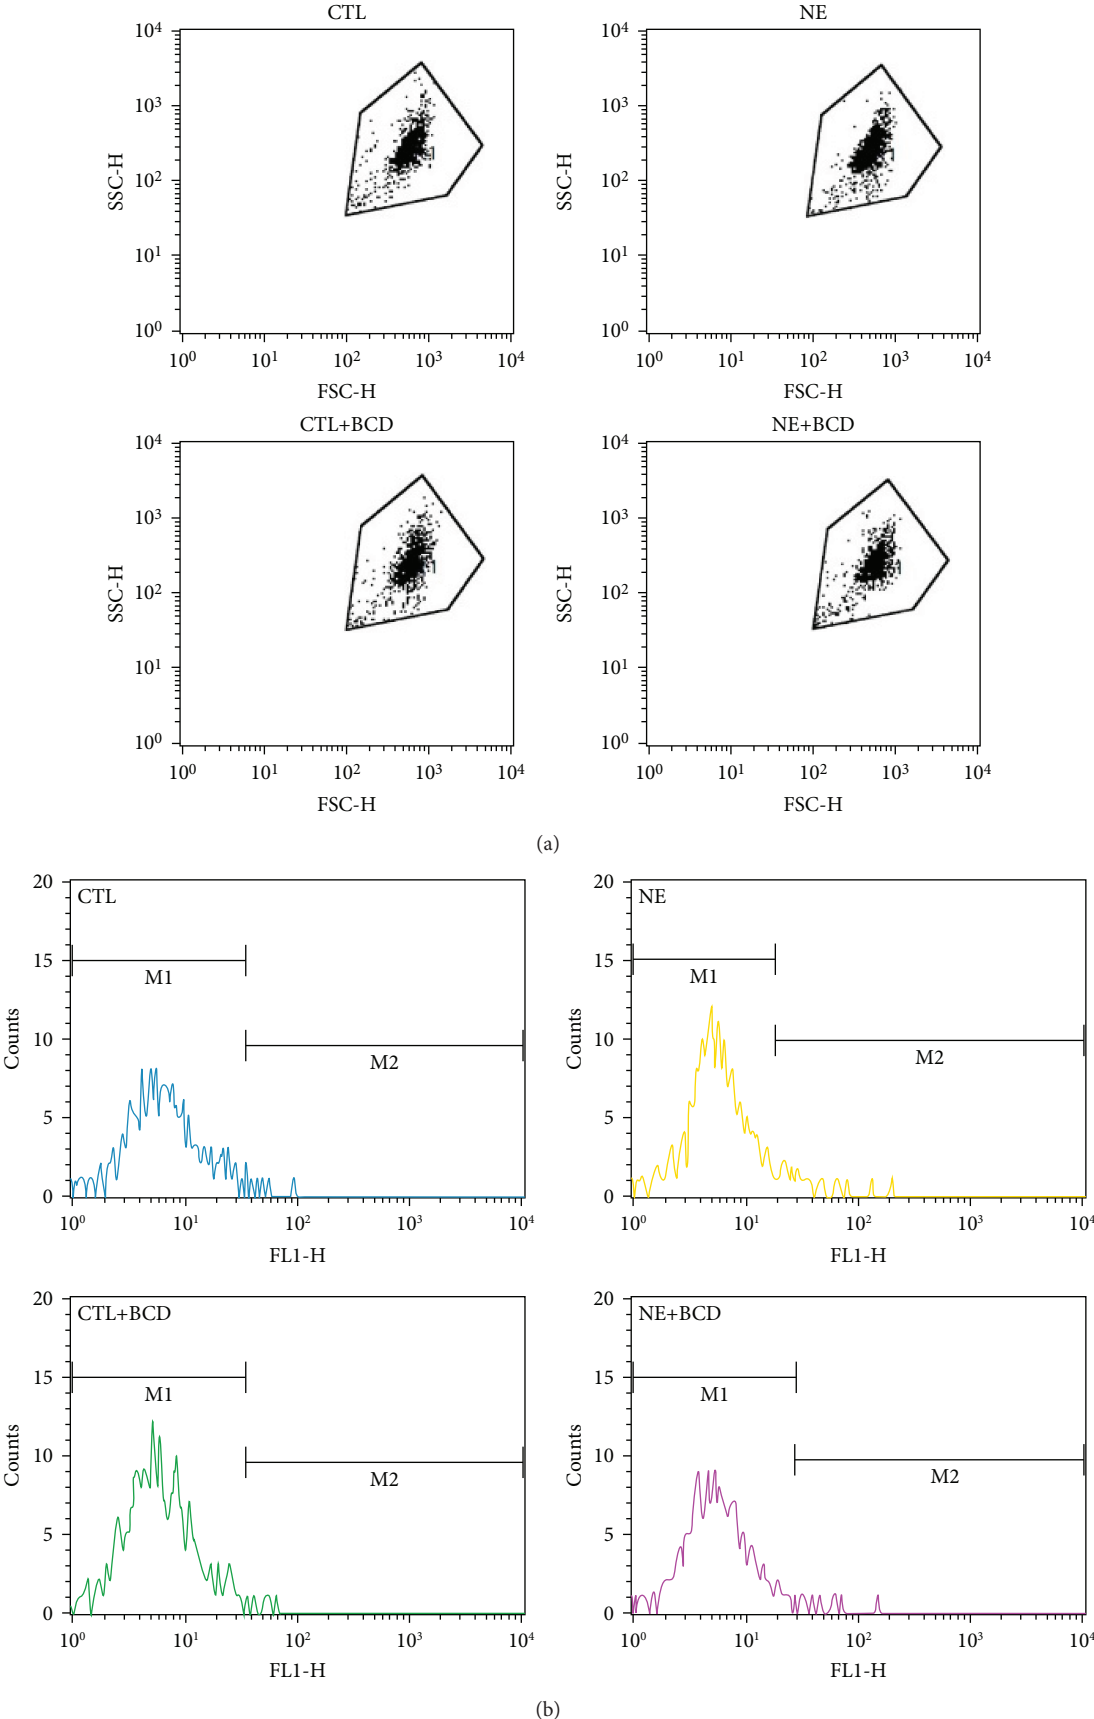 CTL
NE
10⁴
10³
10²
10¹
10⁰
SSC-H
10⁰ 10¹ 10² 10³ 10⁴
FSC-H
10⁴
10³
10²
10¹
10⁰
SSC-H
10⁰ 10¹ 10² 10³ 10⁴
FSC-H
CTL+BCD
NE+BCD
10⁴
10³
10²
10¹
10⁰
SSC-H
10⁰ 10¹ 10² 10³ 10⁴
FSC-H
10⁴
10³
10²
10¹
10⁰
SSC-H
10⁰ 10¹ 10² 10³ 10⁴
FSC-H
(a)
20
15
10
5
0
Counts
CTL
M1
M2
10⁰ 10¹ 10² 10³ 10⁴
FL1-H
20
15
10
5
0
Counts
NE
M1
M2
10⁰ 10¹ 10² 10³ 10⁴
FL1-H
20
15
10
5
0
Counts
CTL+BCD
M1
M2
10⁰ 10¹ 10² 10³ 10⁴
FL1-H
20
15
10
5
0
Counts
NE+BCD
M1
M2
10⁰ 10¹ 10² 10³ 10⁴
FL1-H
(b)